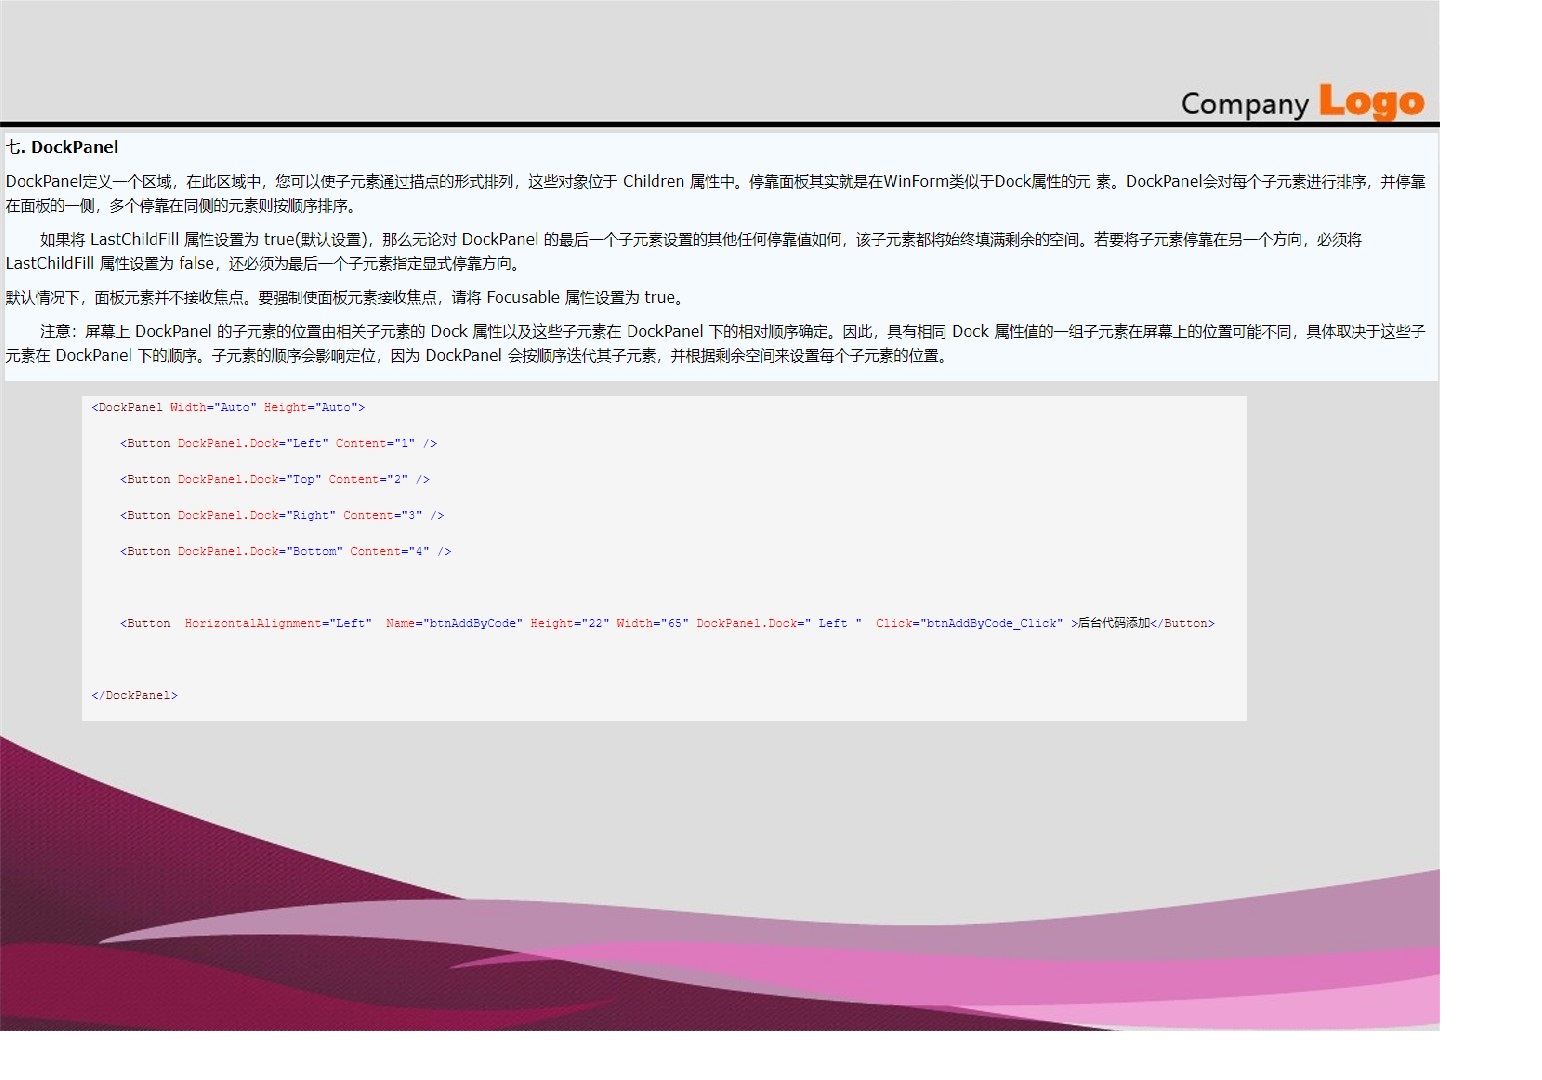 Company Logo
七. DockPanel
DockPanel定义一个区域，在此区域中，您可以使子元素通过描点的形式排列，这些对象位于 Children 属性中。停靠面板其实就是在WinForm类似于Dock属性的元 素。DockPanel会对每个子元素进行排序，并停靠
在面板的一侧，多个停靠在同侧的元素则按顺序排序。
如果将 LastChildFill 属性设置为 true(默认设置)，那么无论对 DockPanel 的最后一个子元素设置的其他任何停靠值如何，该子元素都将始终填满剩余的空间。若要将子元素停靠在另一个方向，必须将
LastChildFill 属性设置为 false，还必须为最后一个子元素指定显式停靠方向。
默认情况下，面板元素并不接收焦点。要强制使面板元素接收焦点，请将 Focusable 属性设置为 true。
注意：屏幕上 DockPanel 的子元素的位置由相关子元素的 Dock 属性以及这些子元素在 DockPanel 下的相对顺序确定。因此，具有相同 Dock 属性值的一组子元素在屏幕上的位置可能不同，具体取决于这些子
元素在 DockPanel 下的顺序。子元素的顺序会影响定位，因为 DockPanel 会按顺序迭代其子元素，并根据剩余空间来设置每个子元素的位置。
<DockPanel Width="Auto" Height="Auto">
<Button DockPanel.Dock="Left" Content="1" />
<Button DockPanel.Dock="Top" Content="2" />
<Button DockPanel.Dock="Right" Content="3" />
<Button DockPanel.Dock="Bottom" Content="4" />
<Button  HorizontalAlignment="Left"  Name="btnAddByCode" Height="22" Width="65" DockPanel.Dock=" Left "  Click="btnAddByCode_Click" >后台代码添加</Button>
</DockPanel>